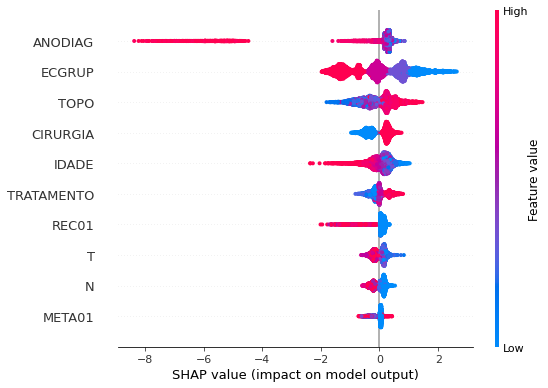 High
ANODIAG
ECGRUP
TOPO
CIRURGIA
IDADE
TRATAMENTO
REC01
T
N
META01
Feature value
Low
−8 −6 −4 −2 0 2
SHAP value (impact on model output)